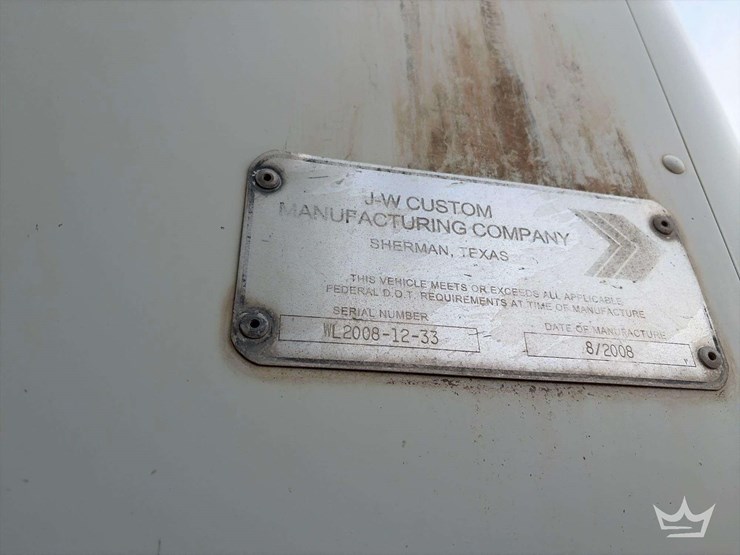 J-W CUSTOM
MANUFACTURING COMPANY
SHERMAN, TEXAS
THIS VEHICLE MEETS OR EXCEEDS ALL APPLICABLE
FEDERAL D.O.T. REQUIREMENTS AT TIME OF MANUFACTURE
SERIAL NUMBER
WL2008-12-33
DATE OF MANUFACTURE
8/2008